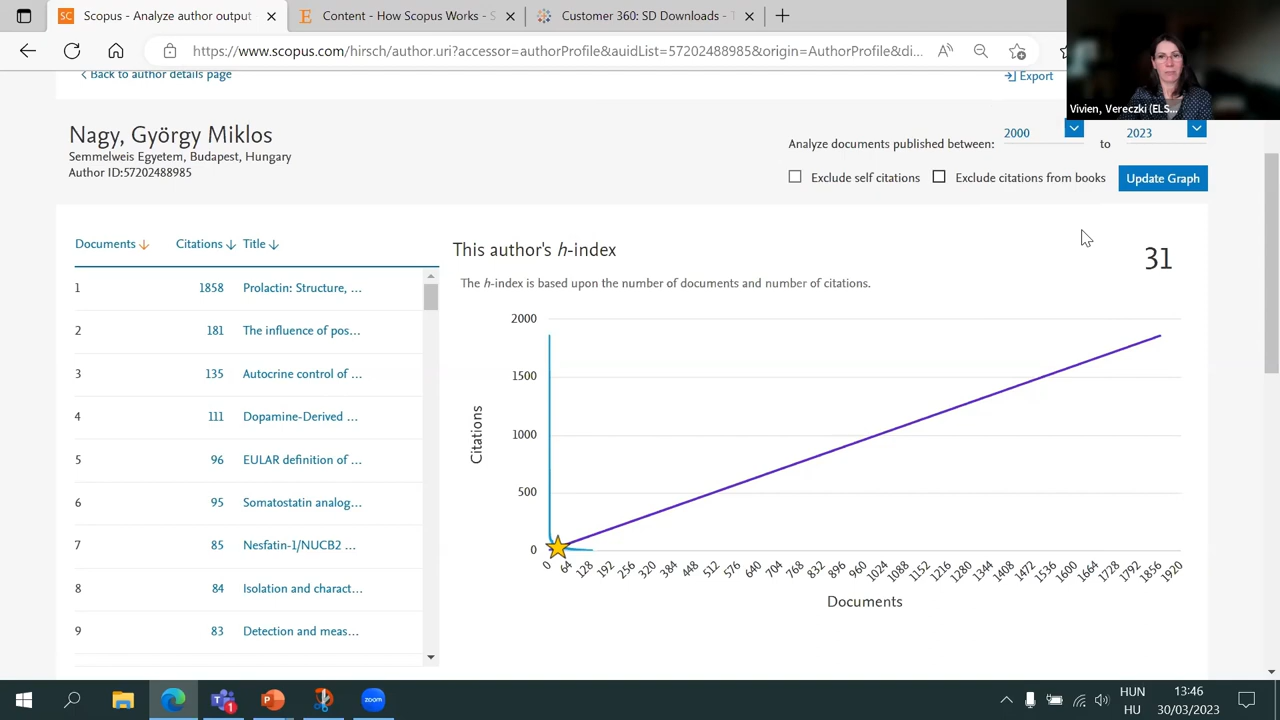 Scopus - Analyze author output -
Content - How Scopus Works - S
Customer 360: SD Downloads - T
https://www.scopus.com/hirsch/author.uri?accessor=authorProfile&auidList=57202488985&origin=AuthorProfile&di...
Vivien, Vereczki (ELS...
Back to author details page
Export
Nagy, György Miklos
Semmelweis Egyetem, Budapest, Hungary
Author ID:57202488985
Analyze documents published between:
2000
to
2023
Exclude self citations
Exclude citations from books
Update Graph
Documents
Citations
Title
1 1858 Prolactin: Structure, ...
2 181 The influence of pos...
3 135 Autocrine control of ...
4 111 Dopamine-Derived ...
5 96 EULAR definition of ...
6 95 Somatostatin analog...
7 85 Nesfatin-1/NUCB2 ...
8 84 Isolation and charact...
9 83 Detection and meas...
This author's h-index
31
The h-index is based upon the number of documents and number of citations.
2000
1500
1000
500
0
Citations
0 64 128 192 256 320 384 448 512 576 640 704 768 832 896 960 1024 1088 1152 1216 1280 1344 1408 1472 1536 1600 1664 1728 1792 1856 1920
Documents
1
zoom
HUN
HU
13:46
30/03/2023